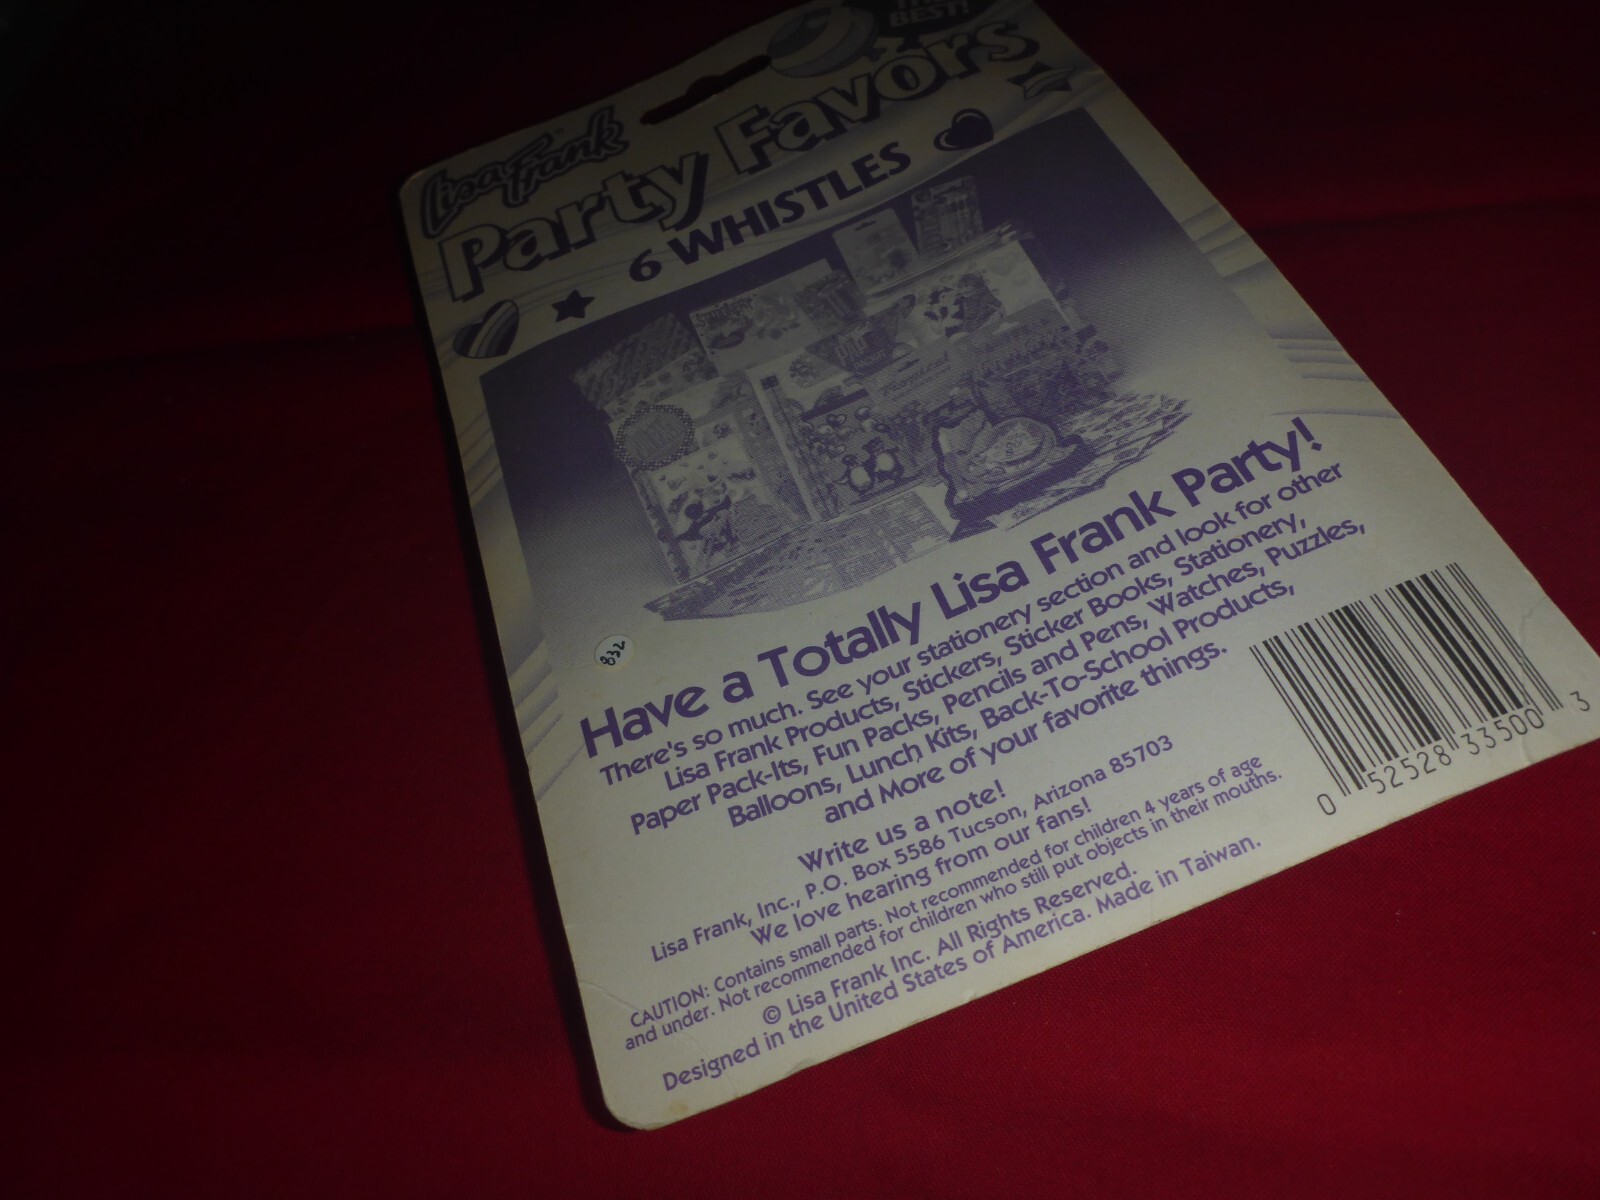 BEST!
Lisa Frank®
Party Favors
6 WHISTLES
832
Have a Totally Lisa Frank Party!
There's so much. See your stationery section and look for other
Lisa Frank Products, Stickers, Sticker Books, Stationery,
Paper Pack-Its, Fun Packs, Pencils and Pens, Watches, Puzzles,
Balloons, Lunch Kits, Back-To-School Products,
and More of your favorite things.
Write us a note!
Lisa Frank, Inc., P.O. Box 5586 Tucson, Arizona 85703
We love hearing from our fans!
CAUTION: Contains small parts. Not recommended for children 4 years of age
and under. Not recommended for children who still put objects in their mouths.
© Lisa Frank Inc. All Rights Reserved.
Designed in the United States of America. Made in Taiwan.
0 52528 33500 3